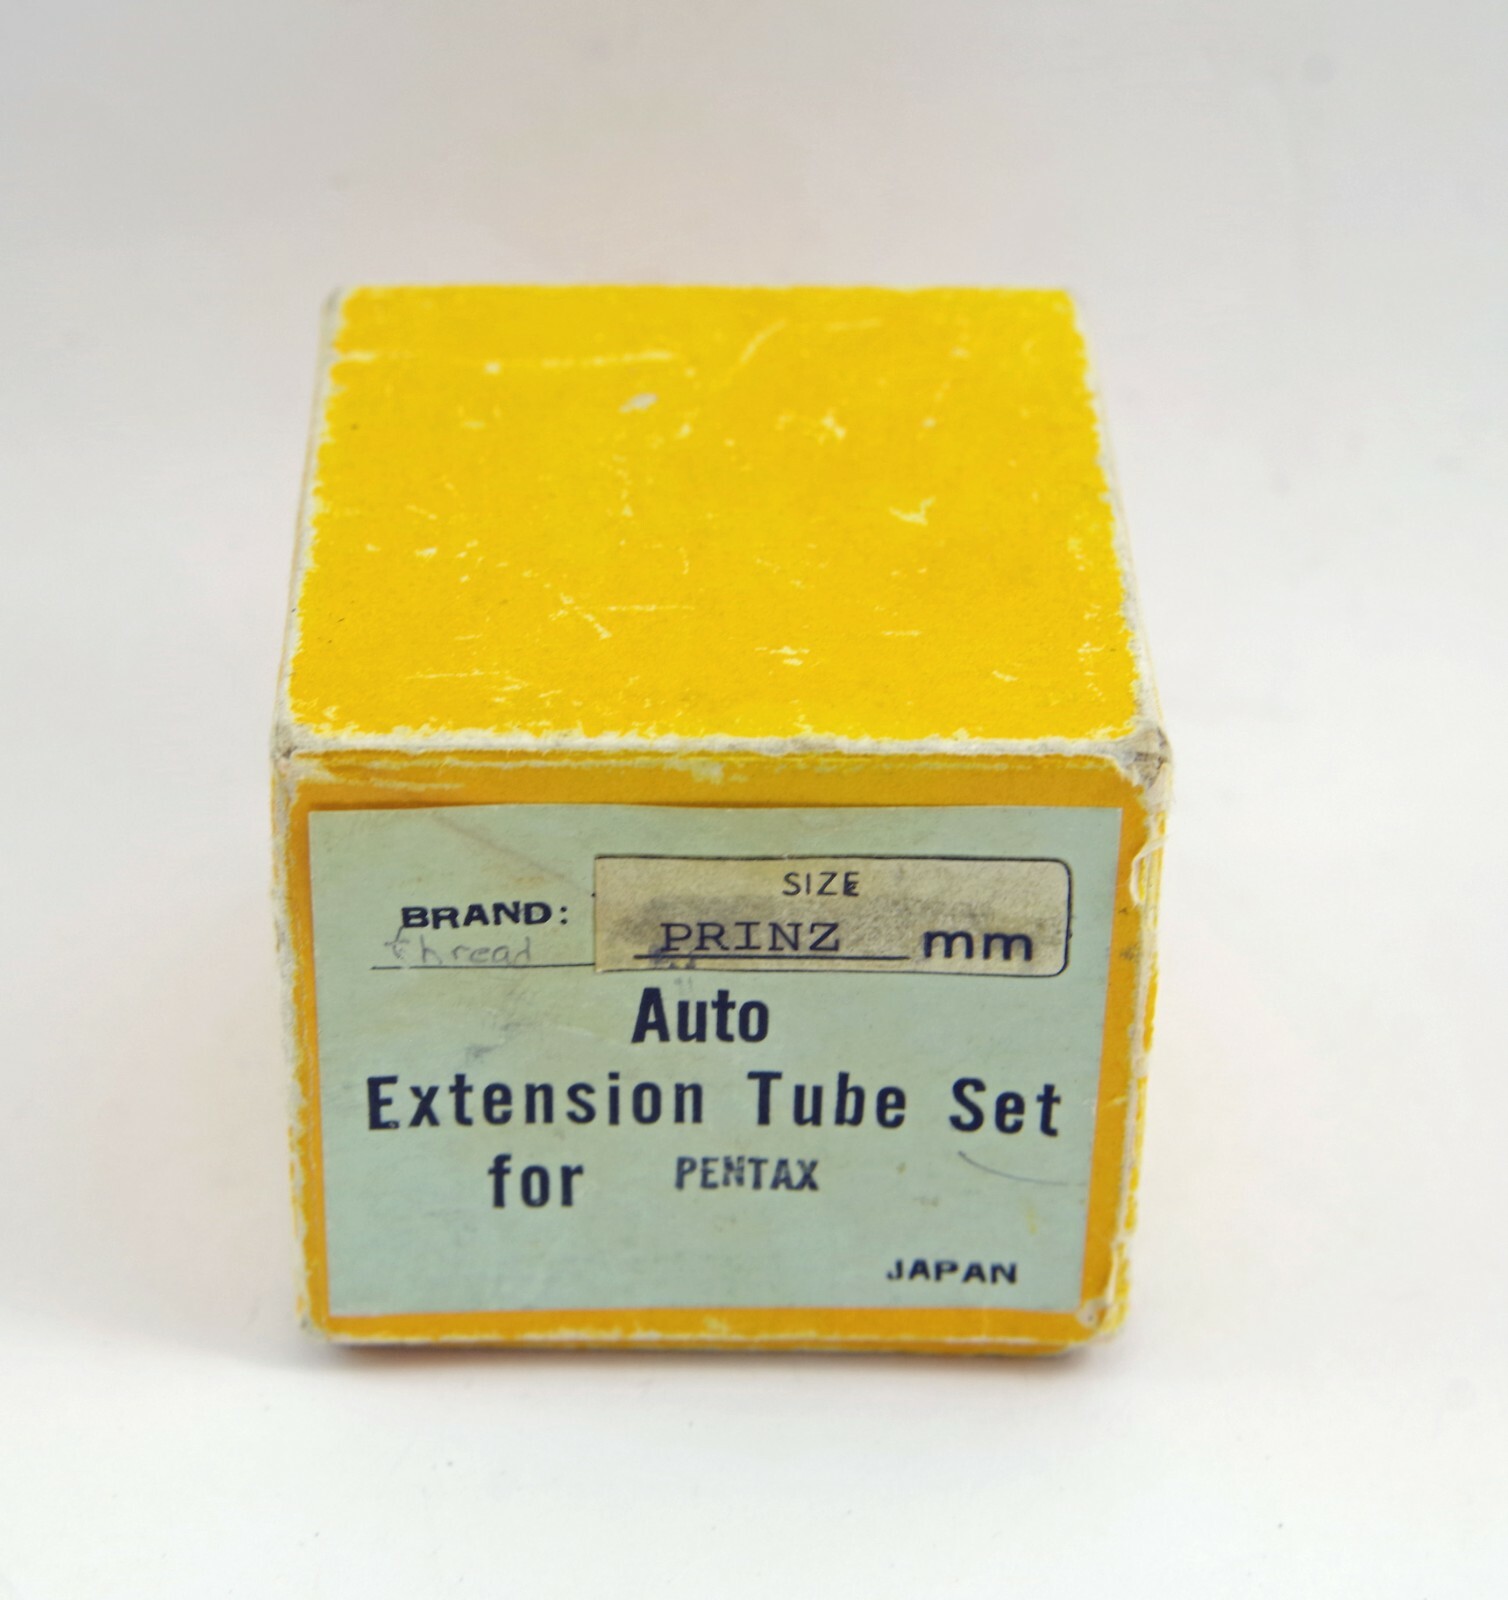 SIZE
BRAND: PRINZ mm
thread
Auto
Extension Tube Set
for PENTAX
JAPAN